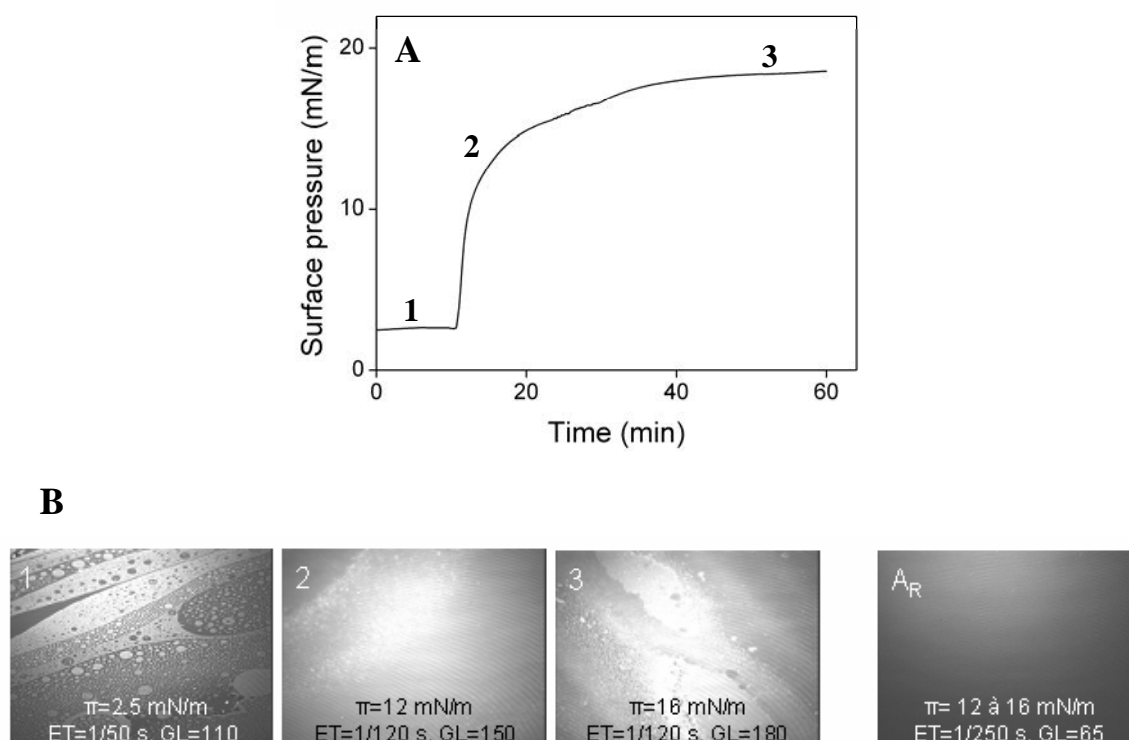 A
3
20
2
10
1
0
0 20 40 60
Surface pressure (mN/m)
Time (min)
B
1
π=2.5 mN/m
ET=1/50 s, GL=110
2
π=12 mN/m
ET=1/120 s, GL=150
3
π=16 mN/m
ET=1/120 s, GL=180
A_R
π= 12 à 16 mN/m
ET=1/250 s, GL=65